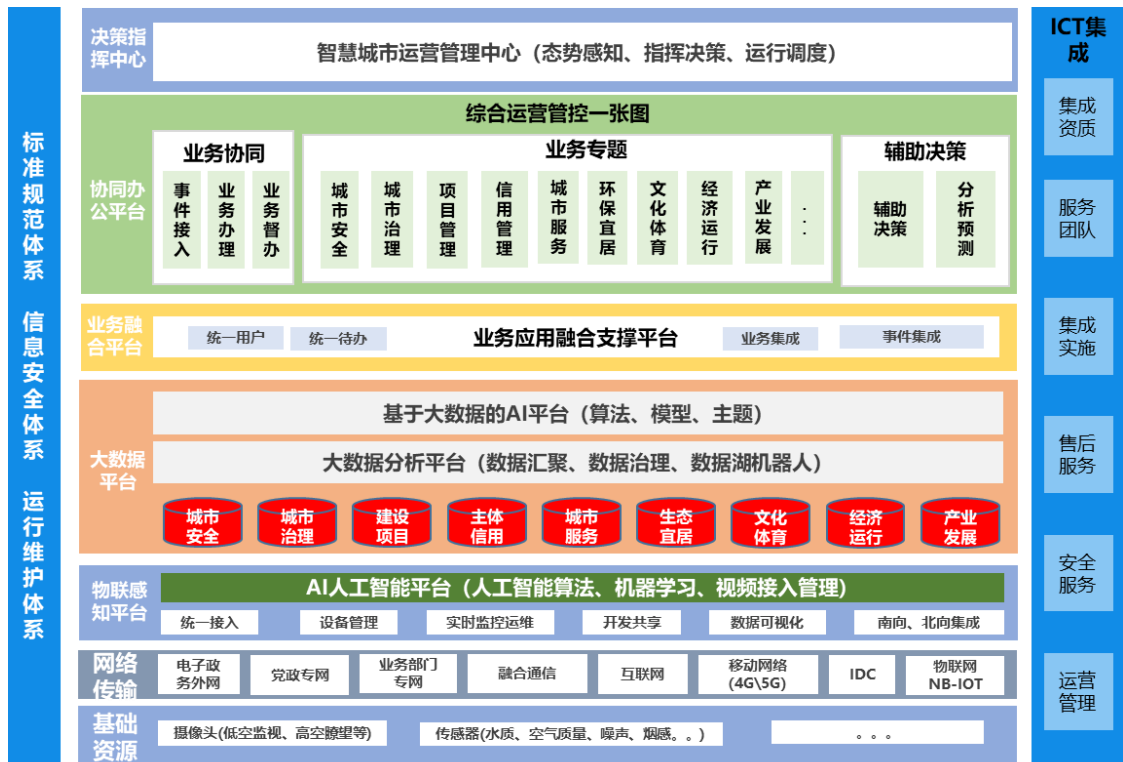 标准规范体系
信息安全体系
运行维护体系
决策指
挥中心
智慧城市运营管理中心（态势感知、指挥决策、运行调度）
协同办
公平台
综合运营管控一张图
业务协同
事件接入
业务办理
业务督办
业务专题
城市安全
城市治理
项目管理
信用管理
城市服务
环保宜居
文化体育
经济运行
产业发展
...
辅助决策
辅助
决策
分析预测
业务融
合平台
统一用户
统一待办
业务应用融合支撑平台
业务集成
事件集成
大数据
平台
基于大数据的AI平台（算法、模型、主题）
大数据分析平台（数据汇聚、数据治理、数据湖机器人）
城市
安全
城市
治理
建设
项目
主体
信用
城市
服务
生态
宜居
文化
体育
经济
运行
产业
发展
物联感
知平台
AI人工智能平台（人工智能算法、机器学习、视频接入管理）
统一接入
设备管理
实时监控运维
开发共享
数据可视化
南向、北向集成
网络
传输
电子政
务外网
党政专网
业务部门
专网
融合通信
互联网
移动网络
(4G\5G)
IDC
物联网
NB-IOT
基础
资源
摄像头(低空监视、高空瞭望等)
传感器(水质、空气质量、噪声、烟感。。)
。。。
ICT集
成
集成
资质
服务
团队
集成
实施
售后
服务
安全
服务
运营
管理